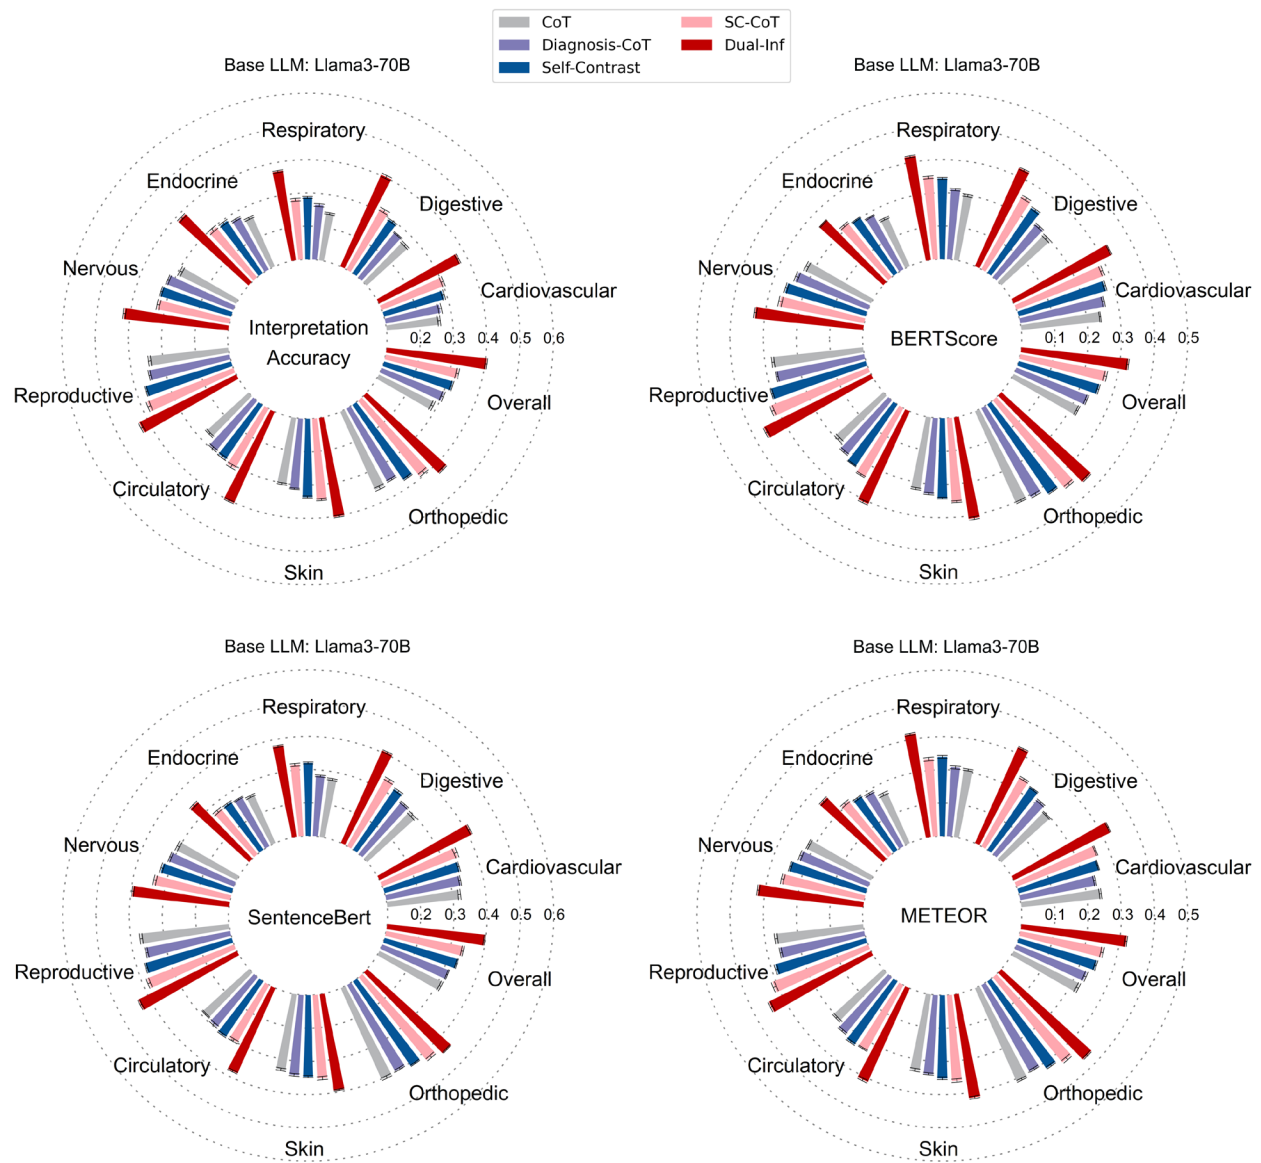 CoT
Diagnosis-CoT
Self-Contrast
SC-CoT
Dual-Inf
Base LLM: Llama3-70B
Respiratory
Endocrine
Digestive
Nervous
Cardiovascular
Interpretation
Accuracy
0.2 0.3 0.4 0.5 0.6
Reproductive
Overall
Circulatory
Orthopedic
Skin
Base LLM: Llama3-70B
Respiratory
Endocrine
Digestive
Nervous
Cardiovascular
BERTScore
0.1 0.2 0.3 0.4 0.5
Reproductive
Overall
Circulatory
Orthopedic
Skin
Base LLM: Llama3-70B
Respiratory
Endocrine
Digestive
Nervous
Cardiovascular
SentenceBert
0.2 0.3 0.4 0.5 0.6
Reproductive
Overall
Circulatory
Orthopedic
Skin
Base LLM: Llama3-70B
Respiratory
Endocrine
Digestive
Nervous
Cardiovascular
METEOR
0.1 0.2 0.3 0.4 0.5
Reproductive
Overall
Circulatory
Orthopedic
Skin